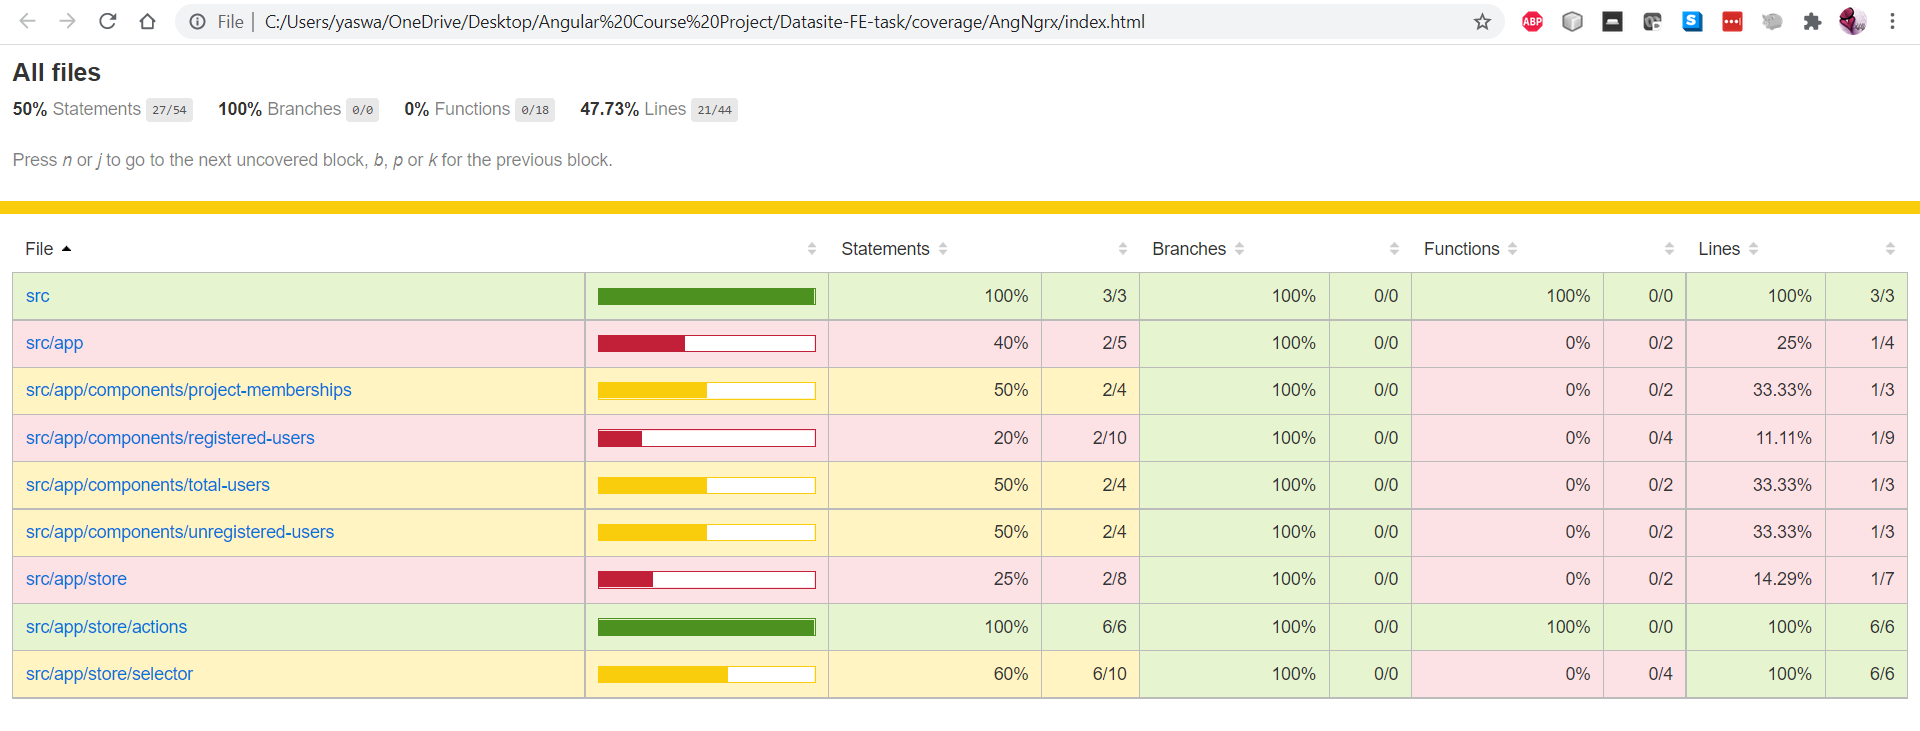 File C:/Users/yaswa/OneDrive/Desktop/Angular%20Course%20Project/Datasite-FE-task/coverage/AngNgrx/index.html ABP S
All files
50% Statements 27/54 100% Branches 0/0 0% Functions 0/18 47.73% Lines 21/44
Press n or j to go to the next uncovered block, b, p or k for the previous block.
File Statements Branches Functions Lines
src 100% 3/3 100% 0/0 100% 0/0 100% 3/3
src/app 40% 2/5 100% 0/0 0% 0/2 25% 1/4
src/app/components/project-memberships 50% 2/4 100% 0/0 0% 0/2 33.33% 1/3
src/app/components/registered-users 20% 2/10 100% 0/0 0% 0/4 11.11% 1/9
src/app/components/total-users 50% 2/4 100% 0/0 0% 0/2 33.33% 1/3
src/app/components/unregistered-users 50% 2/4 100% 0/0 0% 0/2 33.33% 1/3
src/app/store 25% 2/8 100% 0/0 0% 0/2 14.29% 1/7
src/app/store/actions 100% 6/6 100% 0/0 100% 0/0 100% 6/6
src/app/store/selector 60% 6/10 100% 0/0 0% 0/4 100% 6/6